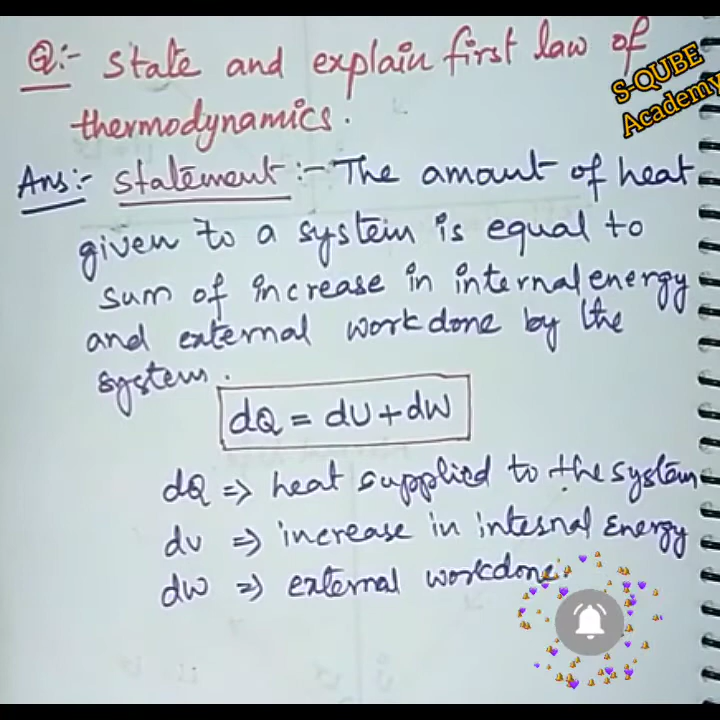 Q:- State and explain first law of
thermodynamics.
S-QUBE
Academy
Ans:- Statement :- The amount of heat
given to a system is equal to
sum of increase in internal energy
and external workdone by the
system.
dQ = dU + dW
dQ => heat supplied to the system
dU => increase in internal Energy
dW => external workdone.